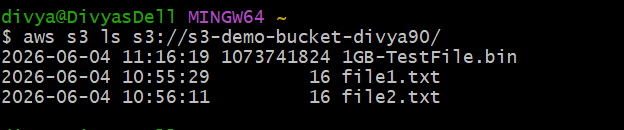 divya@DivyasDell MINGW64 ~
$ aws s3 ls s3://s3-demo-bucket-divya90/
2026-06-04 11:16:19 1073741824 1GB-TestFile.bin
2026-06-04 10:55:29         16 file1.txt
2026-06-04 10:56:11         16 file2.txt